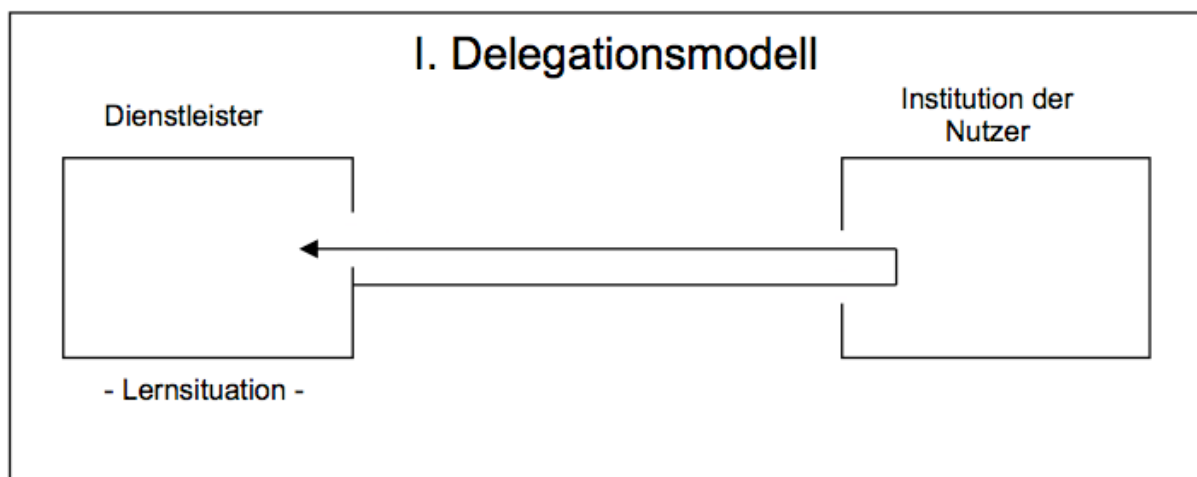 I. Delegationsmodell
Dienstleister
Institution der
Nutzer
- Lernsituation -